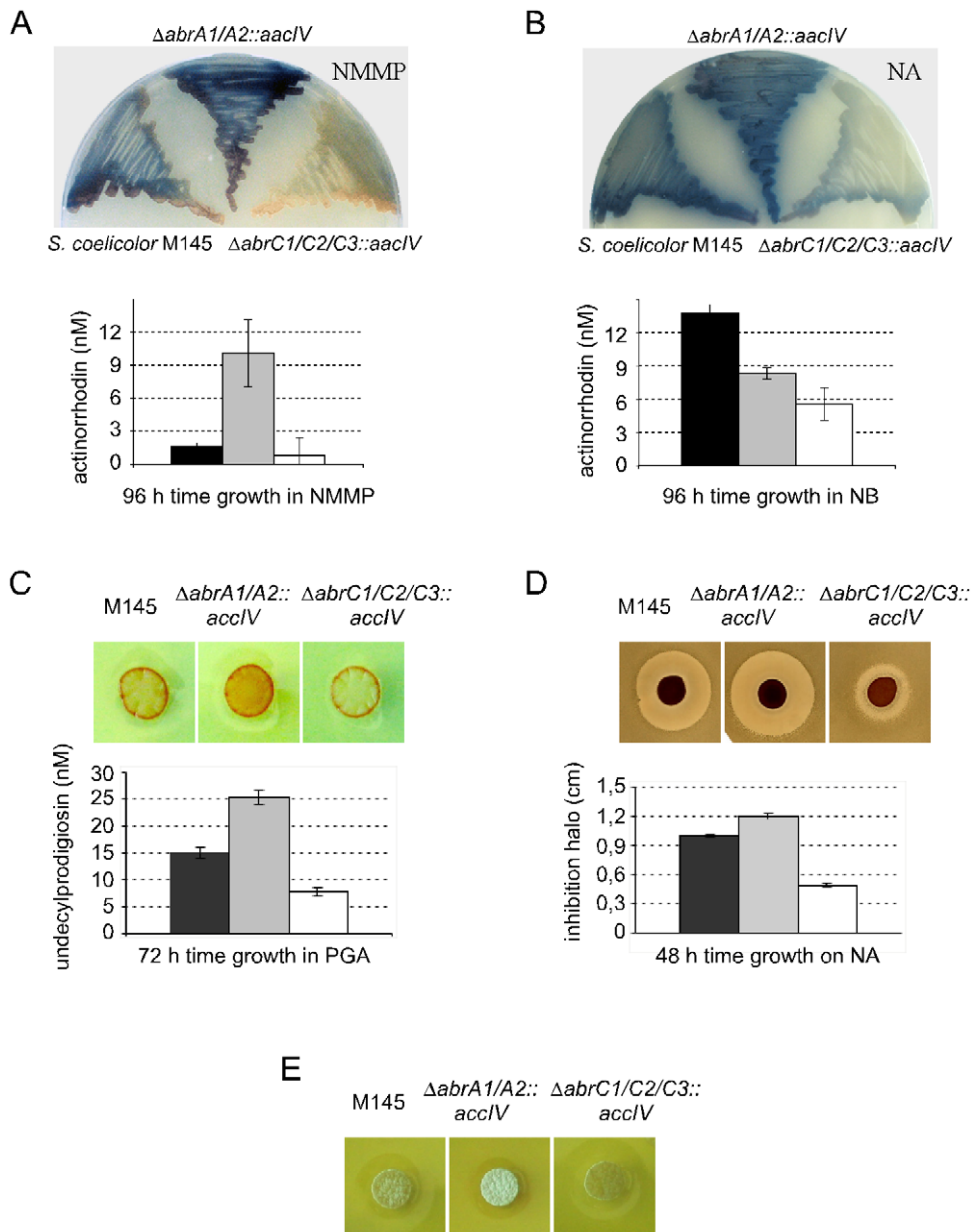 A
ΔabrA1/A2::aacIV
NMMP
S. coelicolor M145 ΔabrC1/C2/C3::aacIV
actinorrhodin (nM)
12
9
6
3
0
96 h time growth in NMMP
B
ΔabrA1/A2::aacIV
NA
S. coelicolor M145 ΔabrC1/C2/C3::aacIV
actinorrhodin (nM)
12
9
6
3
0
96 h time growth in NB
C
M145
ΔabrA1/A2::
accIV
ΔabrC1/C2/C3::
accIV
undecylprodigiosin (nM)
30
25
20
15
10
5
0
72 h time growth in PGA
D
M145
ΔabrA1/A2::
accIV
ΔabrC1/C2/C3::
accIV
inhibition halo (cm)
1,5
1,2
0,9
0,6
0,3
0
48 h time growth on NA
E
M145
ΔabrA1/A2::
accIV
ΔabrC1/C2/C3::
accIV